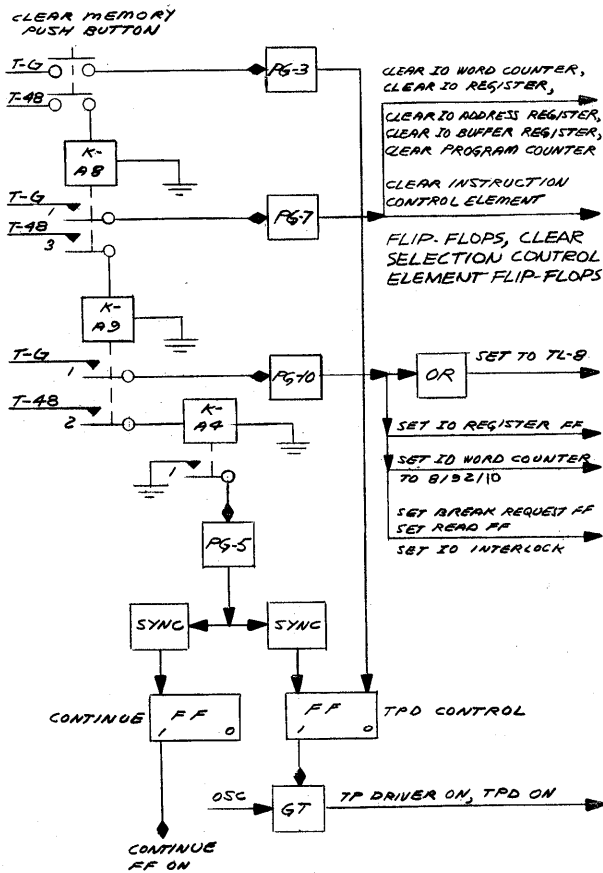 CLEAR MEMORY
PUSH BUTTON
T-G
PG-3
CLEAR IO WORD COUNTER,
CLEAR IO REGISTER,
T-48
CLEAR IO ADDRESS REGISTER,
CLEAR IO BUFFER REGISTER,
CLEAR PROGRAM COUNTER
K-
A8
T-G
1
PG-7
CLEAR INSTRUCTION
CONTROL ELEMENT
T-48
3
FLIP-FLOPS, CLEAR
SELECTION CONTROL
ELEMENT FLIP-FLOPS
K-
A9
T-G
1
PG-10
OR
SET TO TL-8
T-48
2
K-
A4
SET IO REGISTER FF
SET IO WORD COUNTER
TO 8192/10
1
SET BREAK REQUEST FF
SET READ FF
SET IO INTERLOCK
PG-5
SYNC
SYNC
CONTINUE
FF
1 0
FF
1 0
TPD CONTROL
OSC
GT
TP DRIVER ON, TPD ON
CONTINUE
FF ON